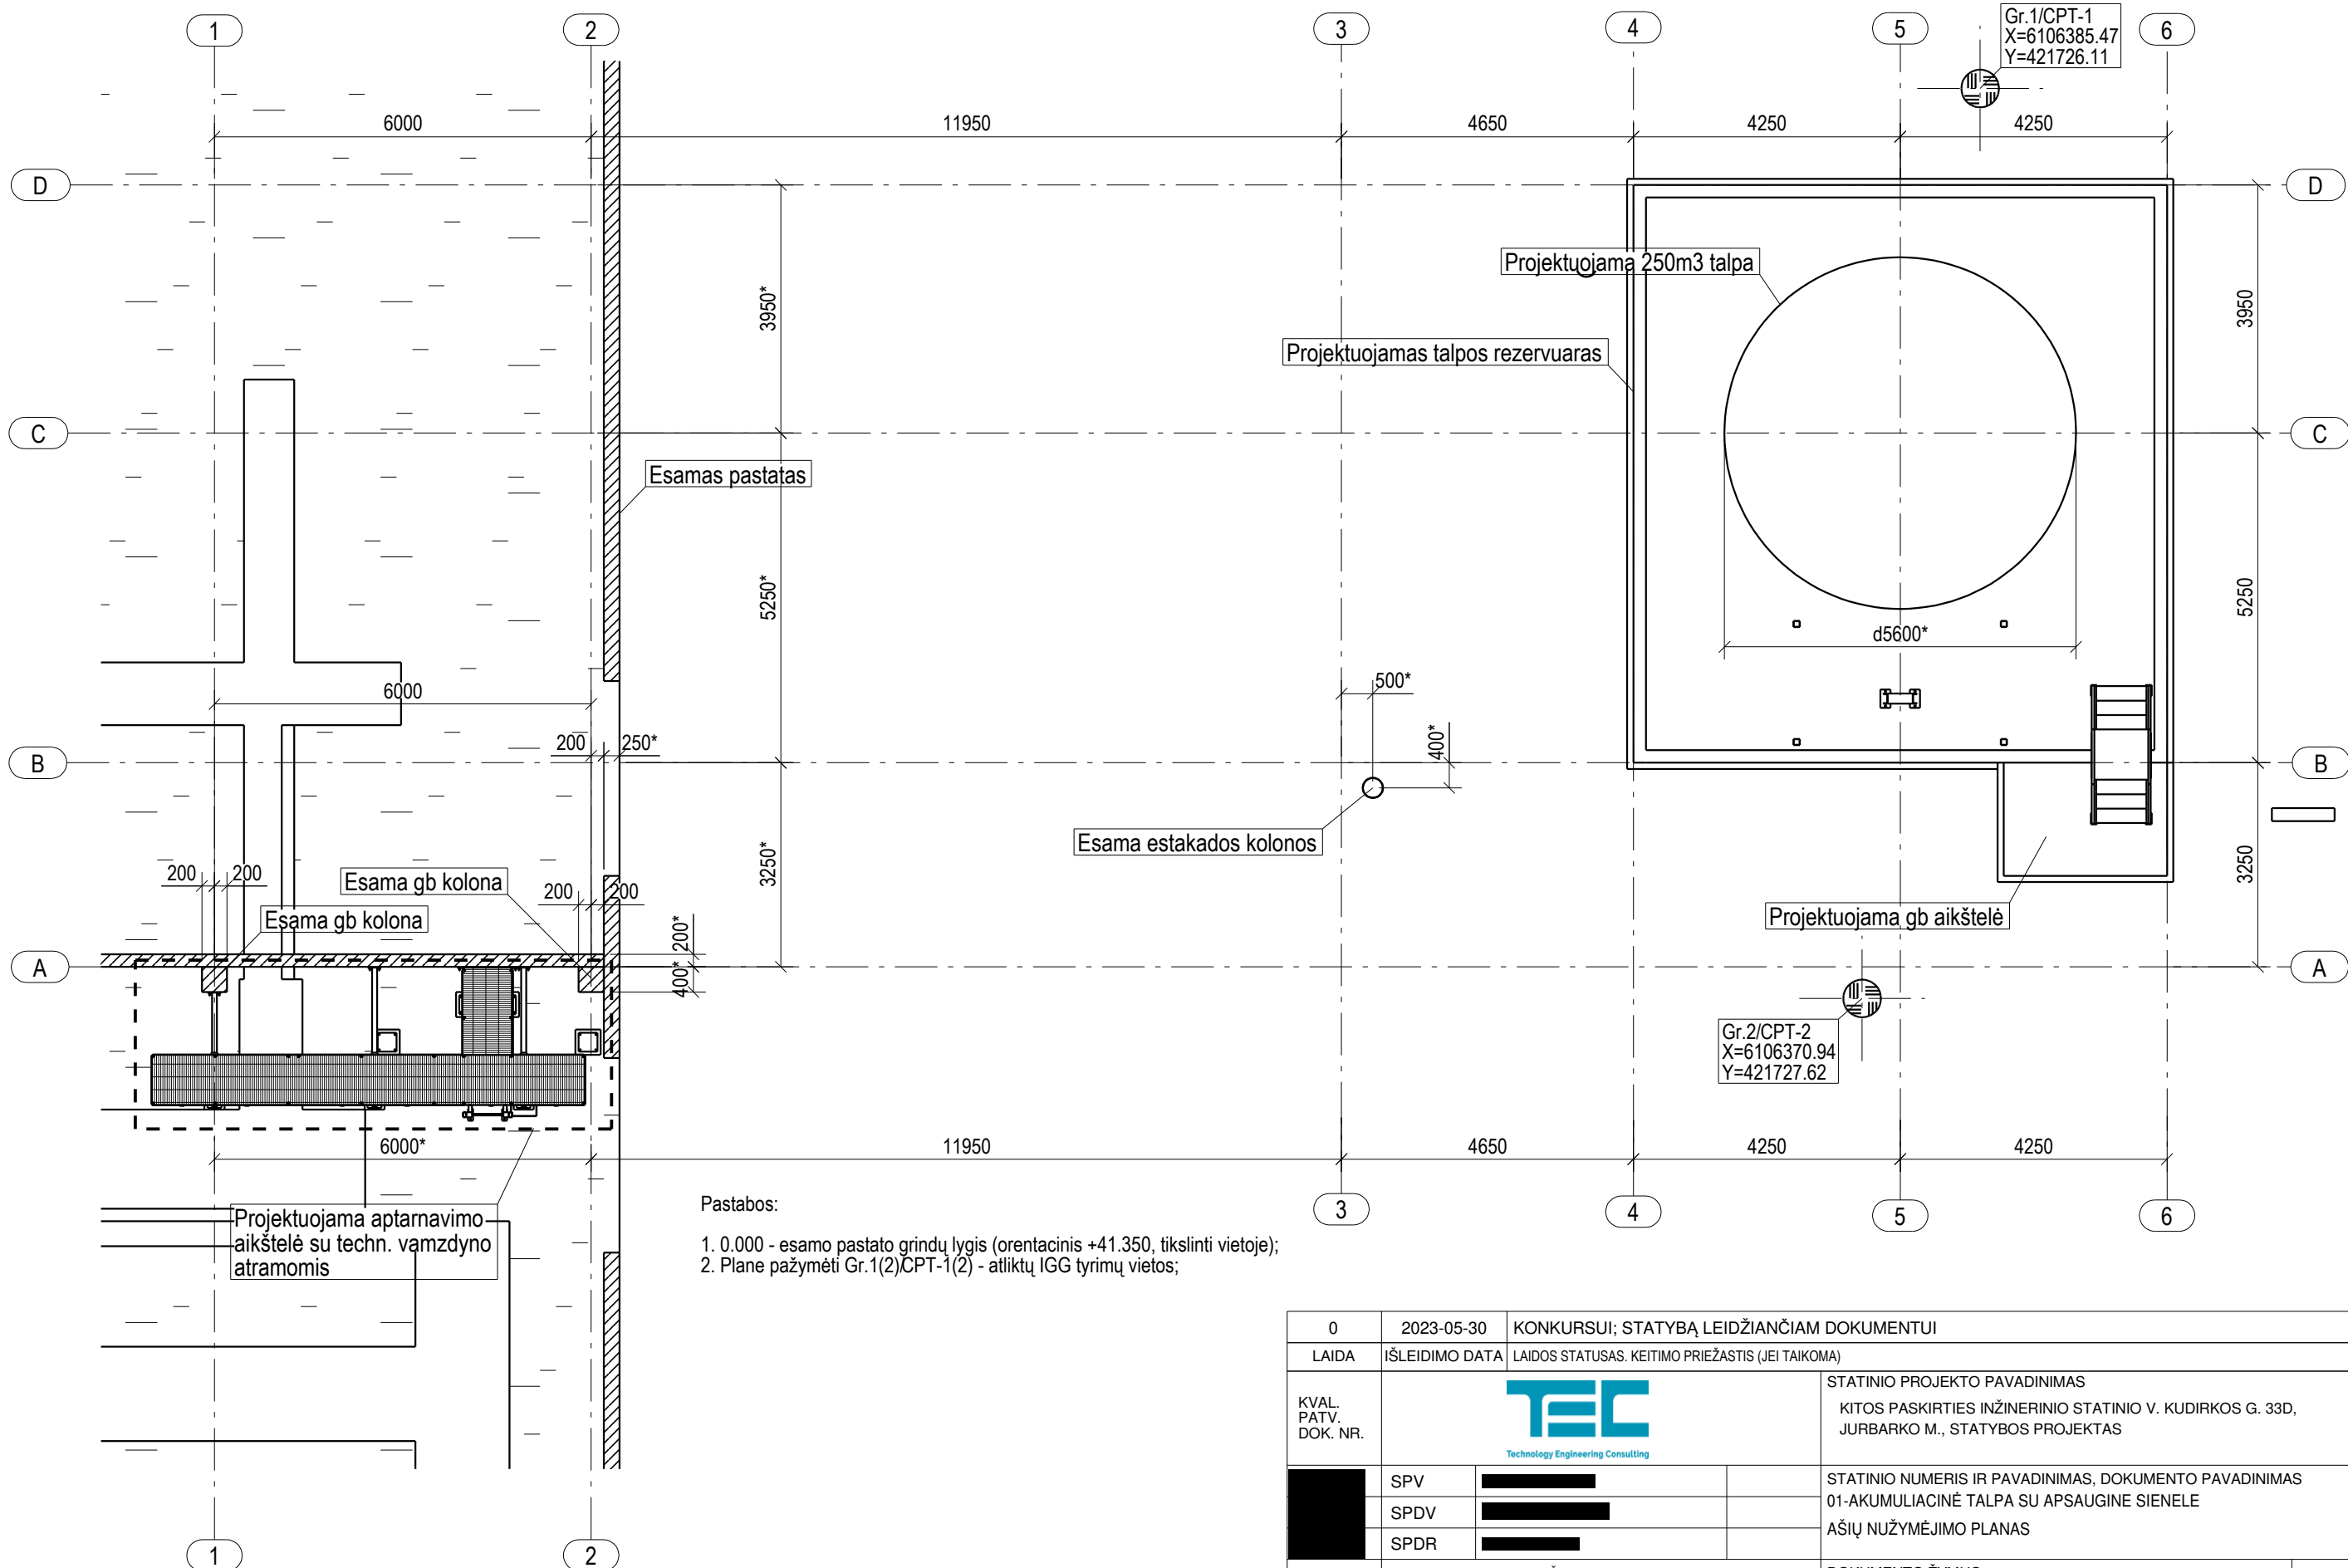 1
2
3
4
5
6
Gr.1/CPT-1
X=6106385.47
Y=421726.11
6000
11950
4650
4250
4250
D
D
Projektuojama 250m3 talpa
3950*
3950
Projektuojamas talpos rezervuaras
C
C
Esamas pastatas
5250*
5250
d5600*
6000
500*
200
250*
400*
B
B
Esama estakados kolonos
3250*
3250
200
200
Esama gb kolona
200
200
Esama gb kolona
Projektuojama gb aikštelė
200*
400*
A
A
Gr.2/CPT-2
X=6106370.94
Y=421727.62
6000*
11950
4650
4250
4250
3
4
5
6
Projektuojama aptarnavimo
aikštelė su techn. vamzdyno
atramomis
Pastabos:
1. 0.000 - esamo pastato grindų lygis (orentacinis +41.350, tikslinti vietoje);
2. Plane pažymėti Gr.1(2)/CPT-1(2) - atliktų IGG tyrimų vietos;
0
2023-05-30
KONKURSUI; STATYBĄ LEIDŽIANČIAM DOKUMENTUI
LAIDA
IŠLEIDIMO DATA
LAIDOS STATUSAS. KEITIMO PRIEŽASTIS (JEI TAIKOMA)
KVAL.
PATV.
DOK. NR.
TEC
Technology Engineering Consulting
STATINIO PROJEKTO PAVADINIMAS
KITOS PASKIRTIES INŽINERINIO STATINIO V. KUDIRKOS G. 33D,
JURBARKO M., STATYBOS PROJEKTAS
SPV
SPDV
SPDR
STATINIO NUMERIS IR PAVADINIMAS, DOKUMENTO PAVADINIMAS
01-AKUMULIACINĖ TALPA SU APSAUGINE SIENELE
AŠIŲ NUŽYMĖJIMO PLANAS
1
2